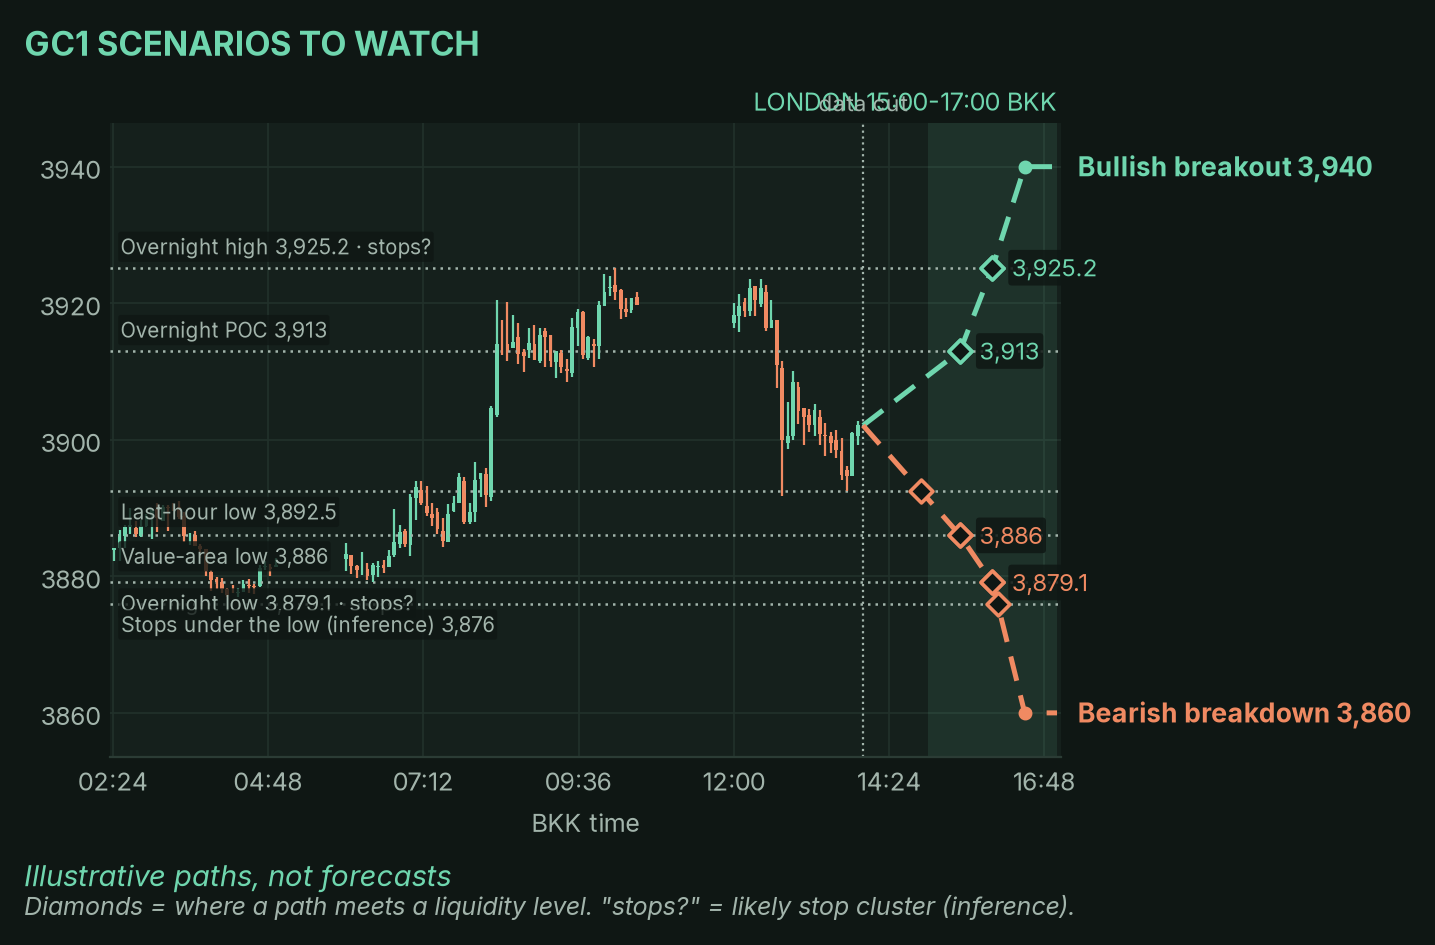 GC1 SCENARIOS TO WATCH
LONDON 15:00-17:00 BKK
data cut
3940
Bullish breakout 3,940
Overnight high 3,925.2 · stops?
3,925.2
3920
Overnight POC 3,913
3,913
3900
Last-hour low 3,892.5
Value-area low 3,886
3,886
3880
3,879.1
Overnight low 3,879.1 · stops?
Stops under the low (inference) 3,876
3860
Bearish breakdown 3,860
02:24 04:48 07:12 09:36 12:00 14:24 16:48
BKK time
Illustrative paths, not forecasts
Diamonds = where a path meets a liquidity level. "stops?" = likely stop cluster (inference).